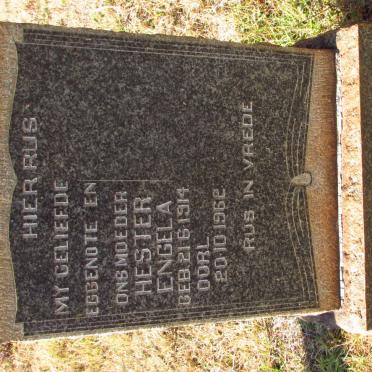 HIER RUS
MY GELIEFDE
EGGENOTE EN
ONS MOEDER
HESTER
ENGELA
GEB. 21·6·1914
OORL.
20·10·1962
RUS IN VREDE